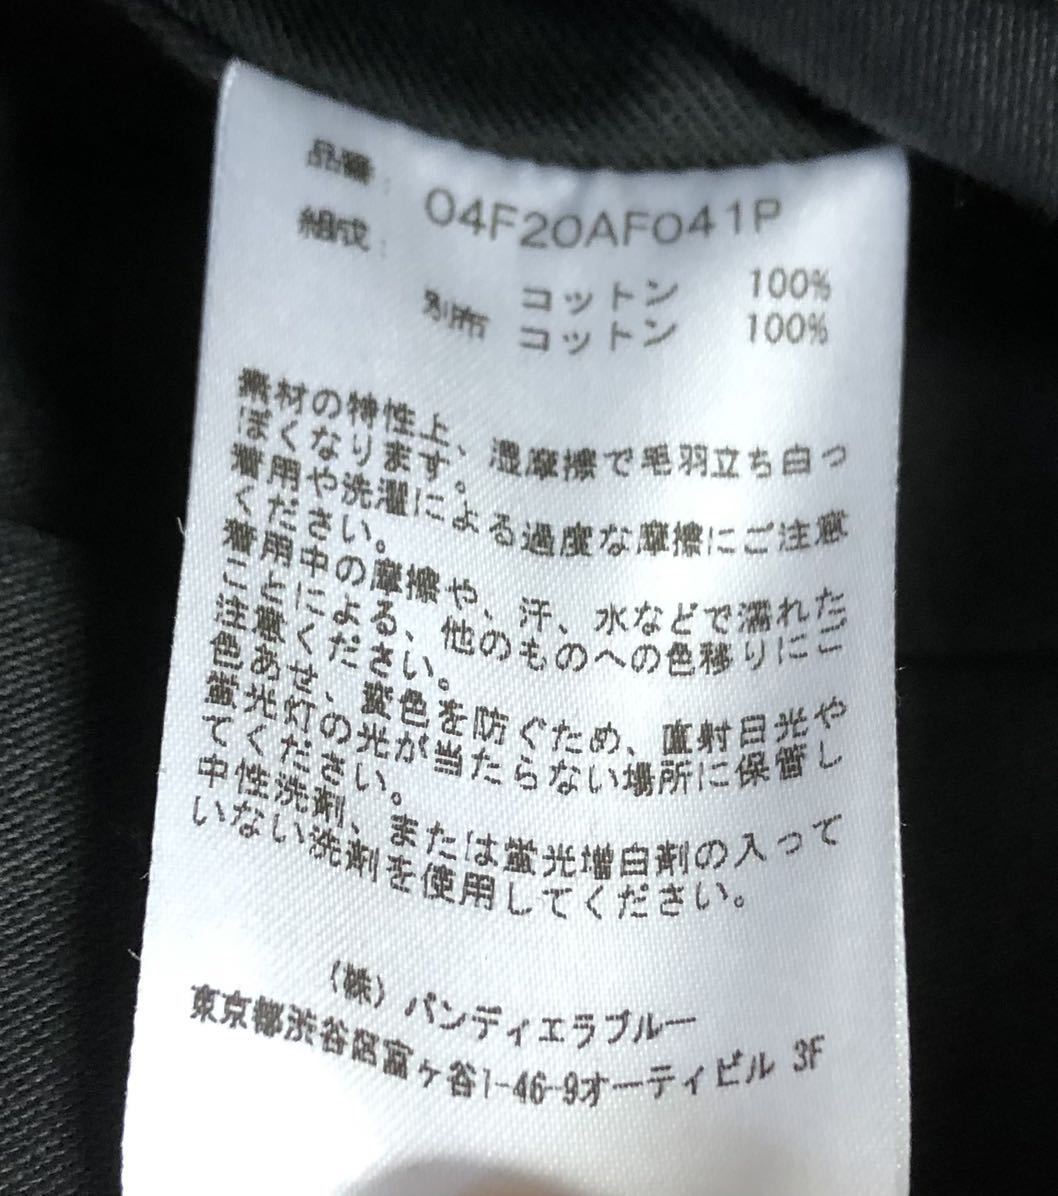 品番: 04F20AF041P
組成:
コットン 100%
別布 コットン 100%
素材の特性上、湿摩擦で毛羽立ち白っ
ぽくなります。
着用や洗濯による過度な摩擦にご注意
ください。
着用中の摩擦や、汗、水などで濡れた
ことによる、他のものへの色移りにご
注意ください。
色あせ、変色を防ぐため、直射日光や
蛍光灯の光が当たらない場所に保管し
てください。
中性洗剤、または蛍光増白剤の入って
いない洗剤を使用してください。
(株) バンディエラブルー
東京都渋谷区富ヶ谷1-46-9オーティビル 3F